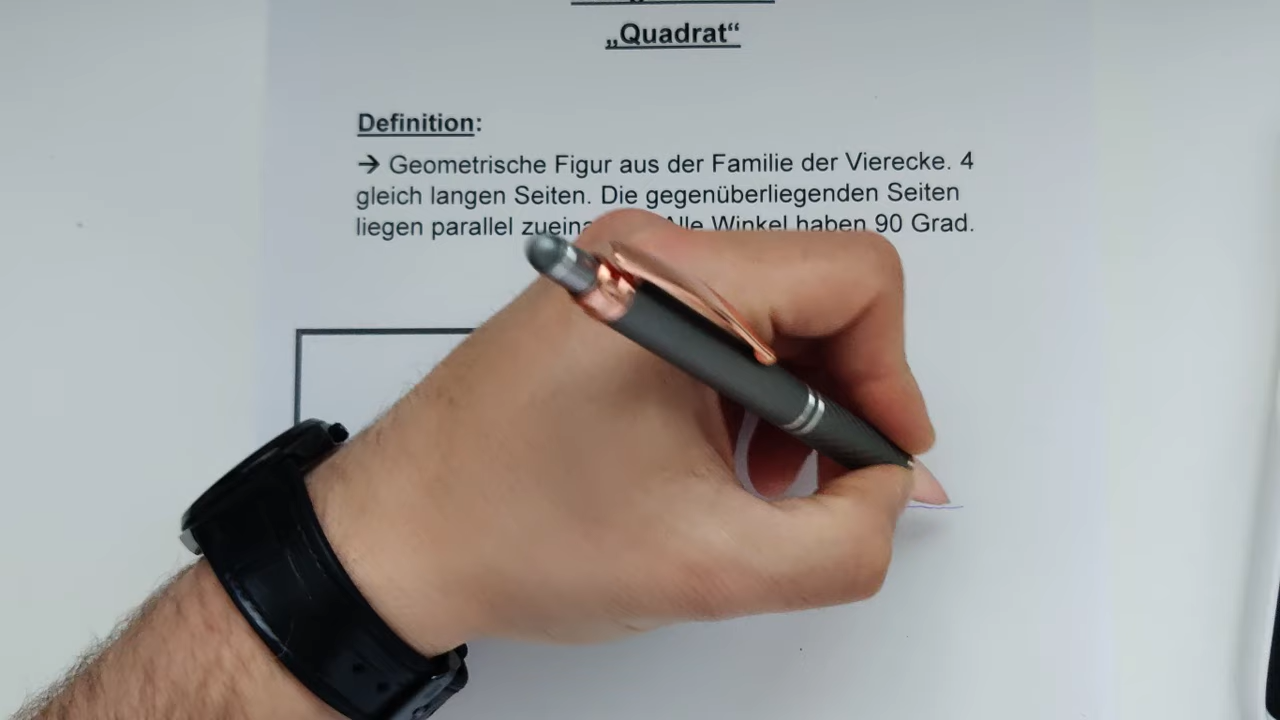 „Quadrat“
Definition:
→ Geometrische Figur aus der Familie der Vierecke. 4
gleich langen Seiten. Die gegenüberliegenden Seiten
liegen parallel Alle Winkel haben 90 Grad.